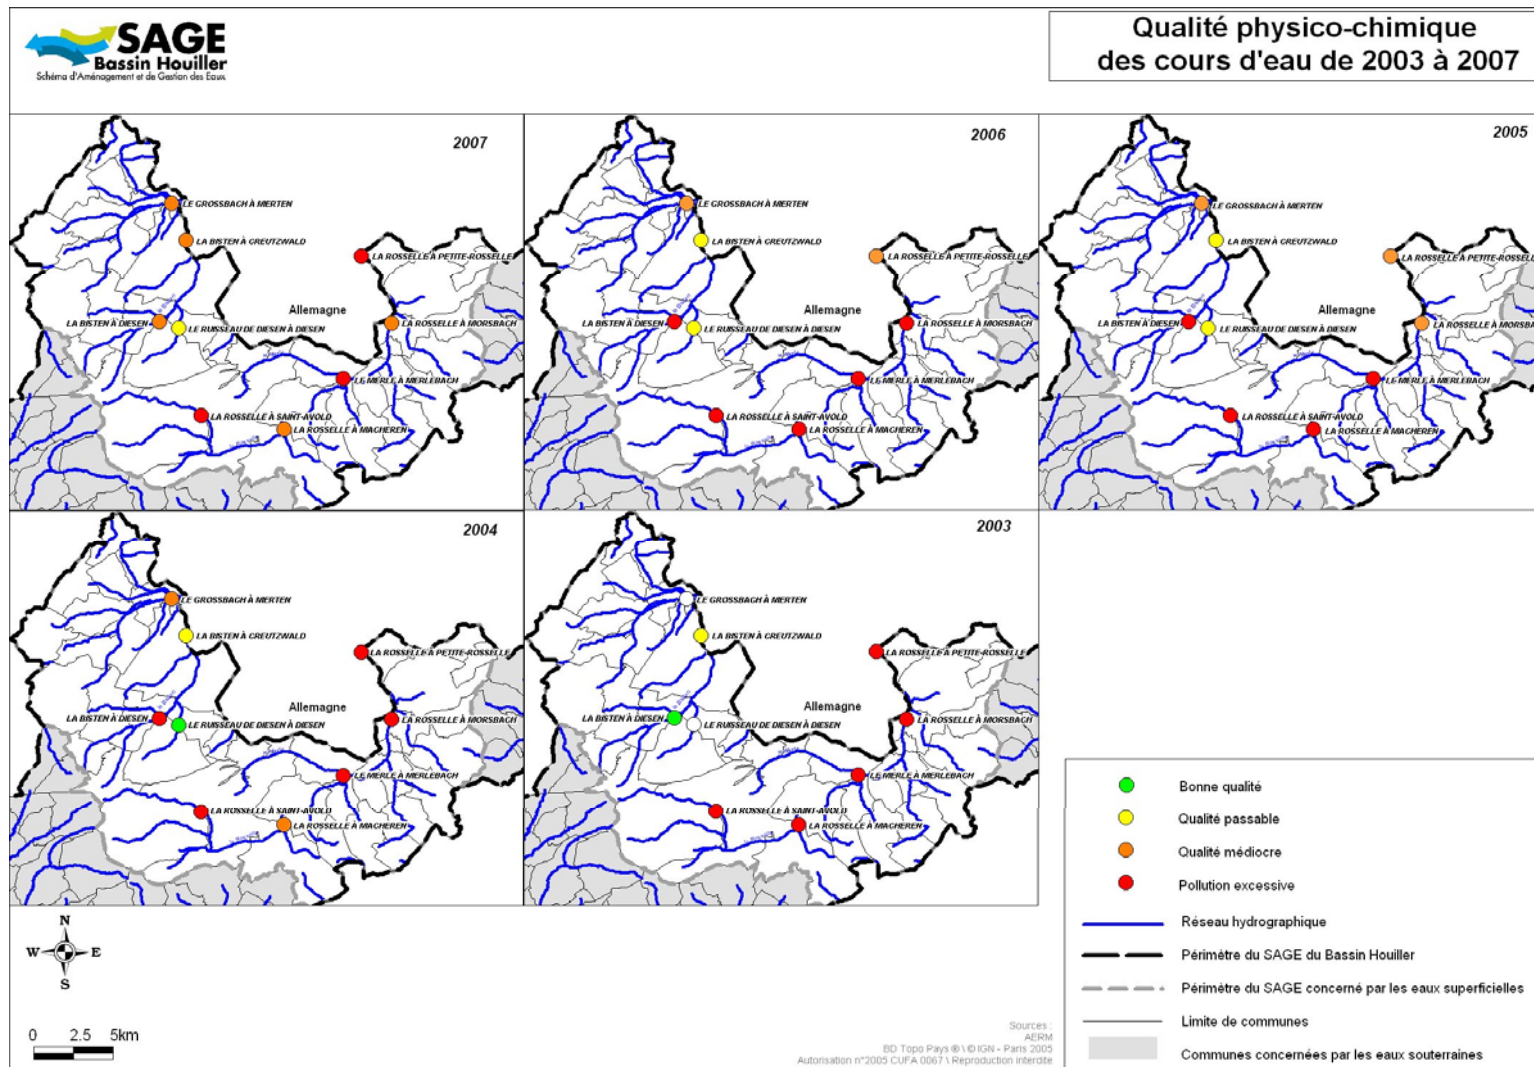 SAGE
Bassin Houiller
Schéma d'Aménagement et de Gestion des Eaux
Qualité physico-chimique
des cours d'eau de 2003 à 2007
2007
LE GROSSBACH À MERTEN
LA BISTEN À CREUTZWALD
LA ROSSELLE À PETITE-ROSSELLE
Allemagne
LA BISTEN À DIESEN
LE RUISSEAU DE DIESEN À DIESEN
LA ROSSELLE À MORSBACH
LE MERLE À MERLEBACH
LA ROSSELLE À SAINT-AVOLD
LA ROSSELLE À MACHEREN
2006
LE GROSSBACH À MERTEN
LA BISTEN À CREUTZWALD
LA ROSSELLE À PETITE-ROSSELLE
Allemagne
LA BISTEN À DIESEN
LE RUISSEAU DE DIESEN À DIESEN
LA ROSSELLE À MORSBACH
LE MERLE À MERLEBACH
LA ROSSELLE À SAINT-AVOLD
LA ROSSELLE À MACHEREN
2005
LE GROSSBACH À MERTEN
LA BISTEN À CREUTZWALD
LA ROSSELLE À PETITE-ROSSELL
Allemagne
LA BISTEN À DIESEN
LE RUISSEAU DE DIESEN À DIESEN
LA ROSSELLE À MORSBA
LE MERLE À MERLEBACH
LA ROSSELLE À SAINT-AVOLD
LA ROSSELLE À MACHEREN
2004
LE GROSSBACH À MERTEN
LA BISTEN À CREUTZWALD
LA ROSSELLE À PETITE-ROSSELLE
Allemagne
LA BISTEN À DIESEN
LE RUISSEAU DE DIESEN À DIESEN
LA ROSSELLE À MORSBACH
LE MERLE À MERLEBACH
LA ROSSELLE À SAINT-AVOLD
LA ROSSELLE À MACHEREN
2003
LE GROSSBACH À MERTEN
LA BISTEN À CREUTZWALD
LA ROSSELLE À PETITE-ROSSELLE
Allemagne
LA BISTEN À DIESEN
LE RUISSEAU DE DIESEN À DIESEN
LA ROSSELLE À MORSBACH
LE MERLE À MERLEBACH
LA ROSSELLE À SAINT-AVOLD
LA ROSSELLE À MACHEREN
Bonne qualité
Qualité passable
Qualité médiocre
Pollution excessive
Réseau hydrographique
Périmètre du SAGE du Bassin Houiller
Périmètre du SAGE concerné par les eaux superficielles
Limite de communes
Communes concernées par les eaux souterraines
N
W E
S
0 2.5 5km
Sources :
AERM
BD Topo Pays ® \ © IGN - Paris 2005
Autorisation n°2005 CUFA 0067 \ Reproduction interdite